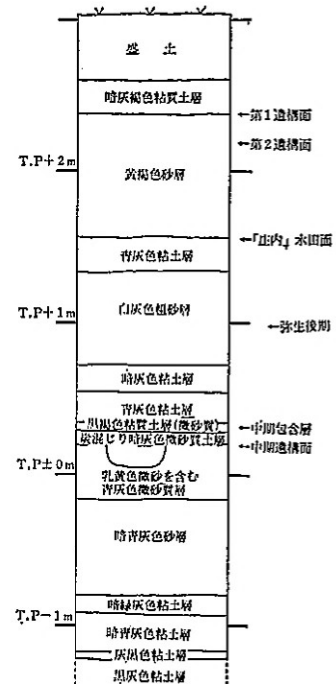 盛土
暗灰褐色粘質土層
←第1遺構面
←第2遺構面
T.P+2m
黄褐色砂層
←「庄内」水田面
青灰色粘土層
T.P+1m
白灰色粗砂層
←弥生後期
暗灰色粘土層
青灰色粘土層
黒褐色粘質土層(微砂質)
←中期包含層
炭混じり暗灰色微砂質土層
←中期遺構面
T.P±0m
乳黄色微砂を含む
青灰色微砂質層
暗青灰色砂層
暗緑灰色粘土層
T.P-1m
暗青灰色粘土層
灰黒色粘土層
黒灰色粘土層